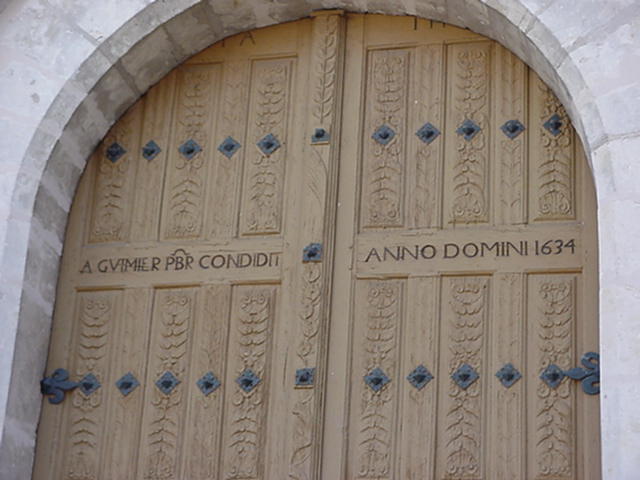 A GVIMIER PBR CONDIDIT
ANNO DOMINI 1634